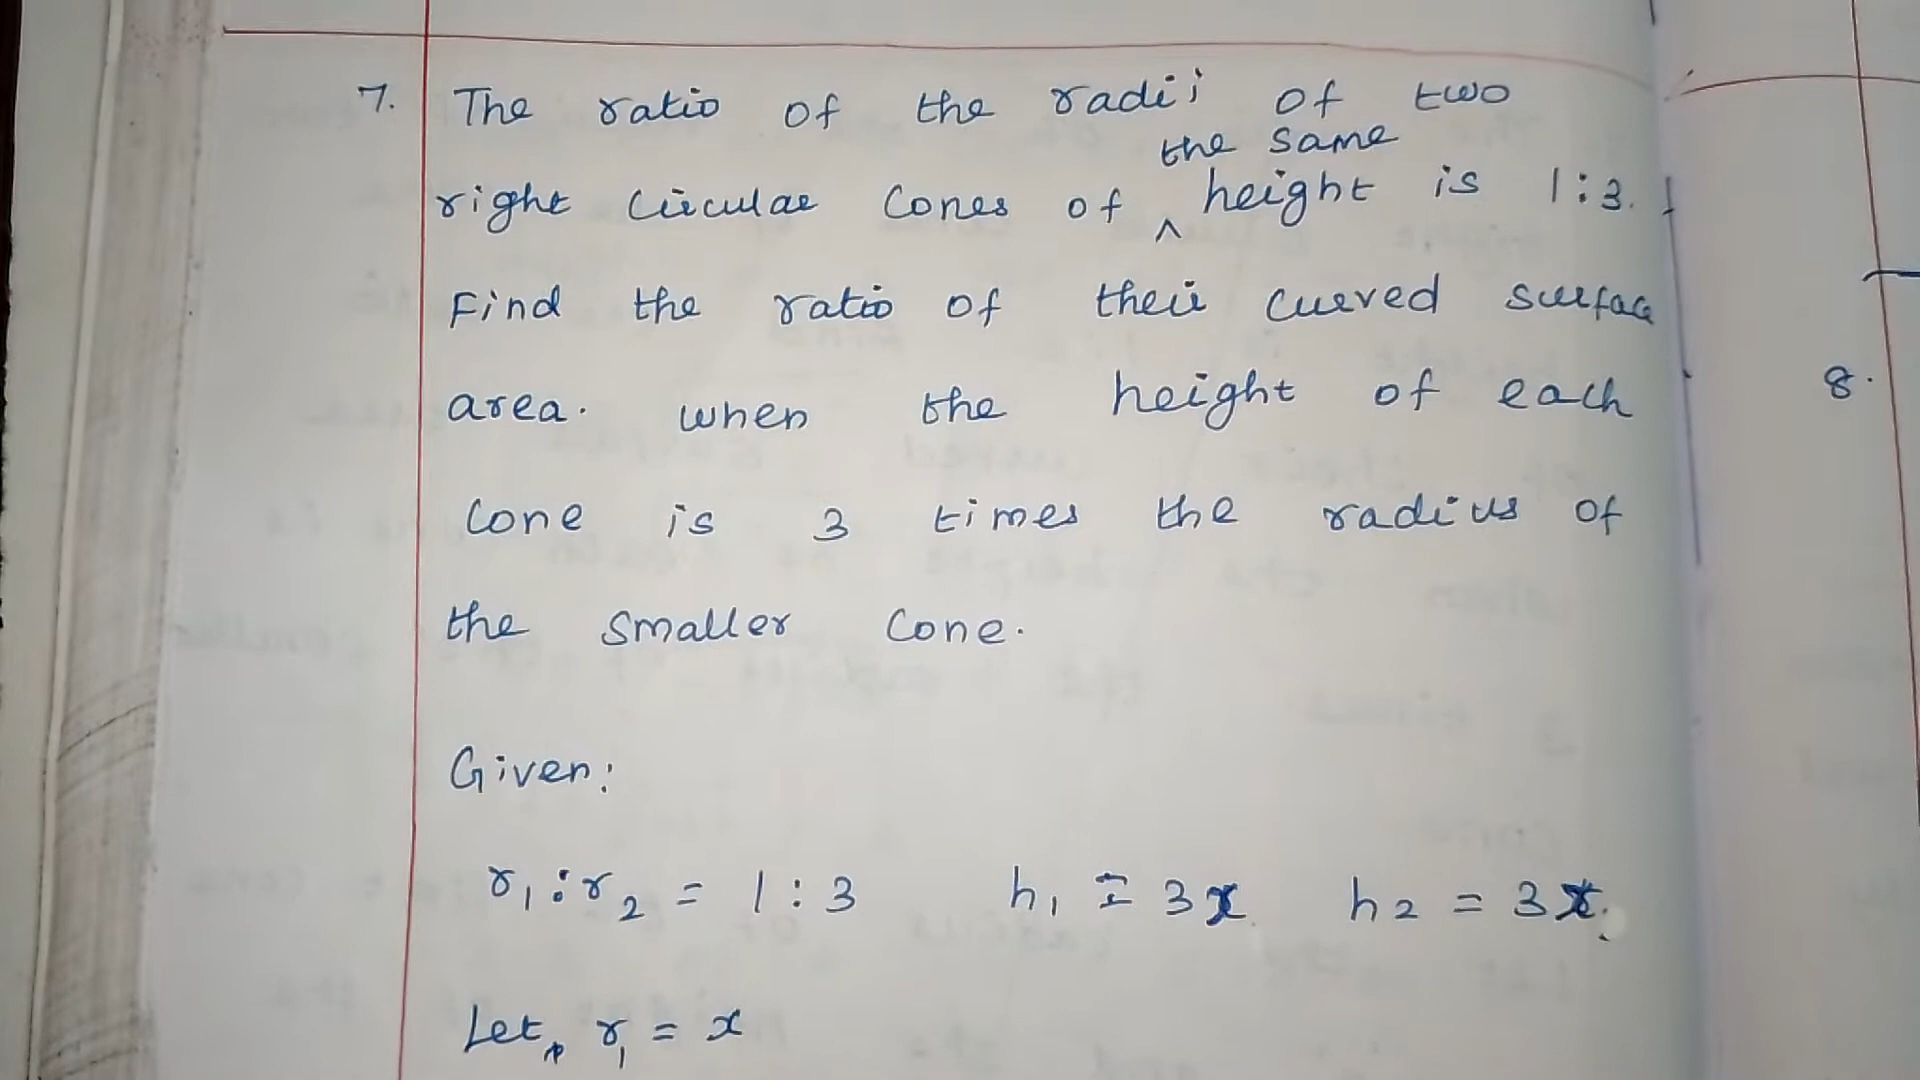 7. The ratio of the radii of two
the same
right circular cones of ^ height is 1:3.
Find the ratio of their curved surface
area. when the height of each
cone is 3 times the radius of
the smaller cone.
Given:
r₁:r₂ = 1:3 h₁ = 3x h₂ = 3x.
Let, r₁ = x
8.